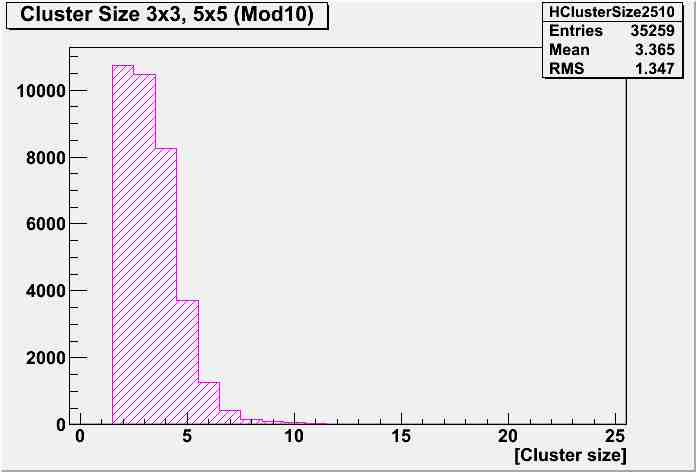 Cluster Size 3x3, 5x5 (Mod10)
HClusterSize2510
Entries 35259
Mean 3.365
RMS 1.347
10000
8000
6000
4000
2000
0
0 5 10 15 20 25
[Cluster size]